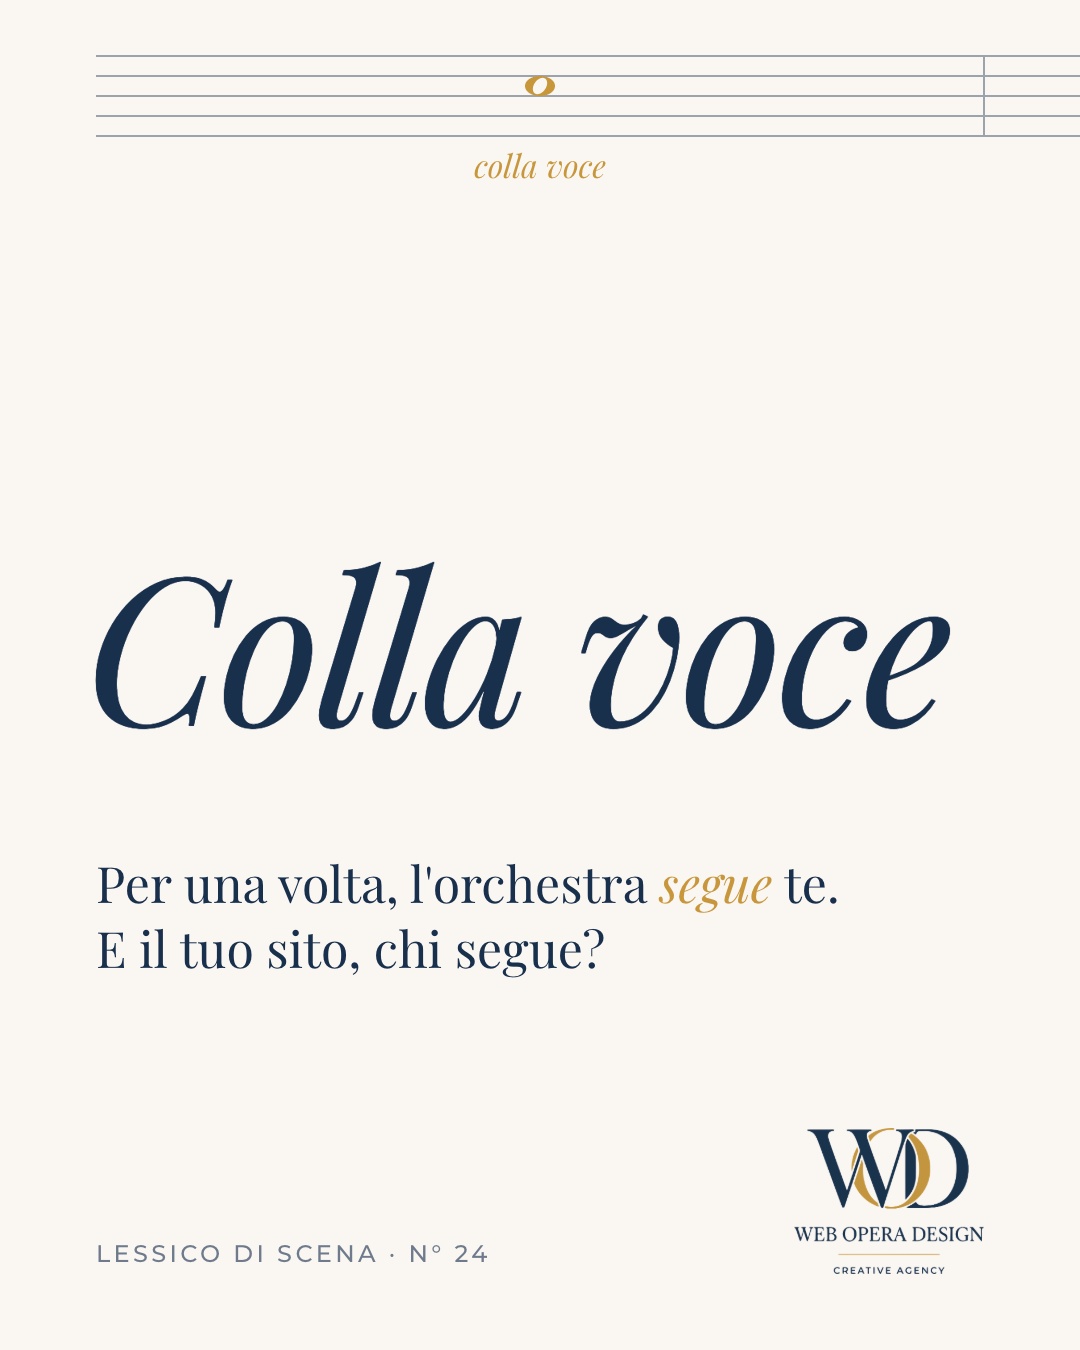 colla voce
Colla voce
Per una volta, l'orchestra segue te.
E il tuo sito, chi segue?
LESSICO DI SCENA · N° 24
WOD
WEB OPERA DESIGN
CREATIVE AGENCY